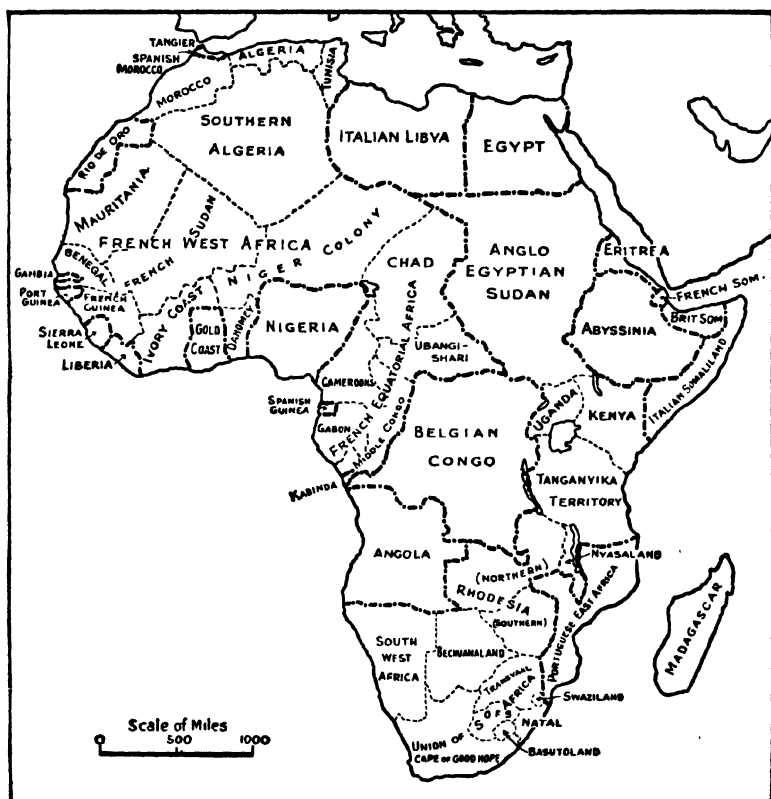 TANGIER
SPANISH
MOROCCO
ALGERIA
TUNISIA
MOROCCO
RIO DE ORO
SOUTHERN
ALGERIA
ITALIAN LIBYA
EGYPT
MAURITANIA
FRENCH SUDAN
FRENCH WEST AFRICA
NIGER COLONY
SENEGAL
GAMBIA
PORT
GUINEA
FRENCH
GUINEA
SIERRA
LEONE
LIBERIA
IVORY COAST
GOLD
COAST
DAHOMEY
NIGERIA
CHAD
ANGLO
EGYPTIAN
SUDAN
ERITREA
FRENCH SOM.
BRIT SOM.
ABYSSINIA
ITALIAN SOMALILAND
UBANGI-
SHARI
CAMEROONS
FRENCH EQUATORIAL AFRICA
SPANISH
GUINEA
GABON
MIDDLE CONGO
BELGIAN
CONGO
UGANDA
KENYA
KABINDA
TANGANYIKA
TERRITORY
ANGOLA
(NORTHERN)
RHODESIA
(SOUTHERN)
NYASALAND
PORTUGUESE EAST AFRICA
MADAGASCAR
SOUTH
WEST
AFRICA
BECHUANALAND
TRANSVAAL
SWAZILAND
UNION OF S. AFRICA
O F S
NATAL
BASUTOLAND
CAPE OF GOOD HOPE
Scale of Miles
0 500 1000